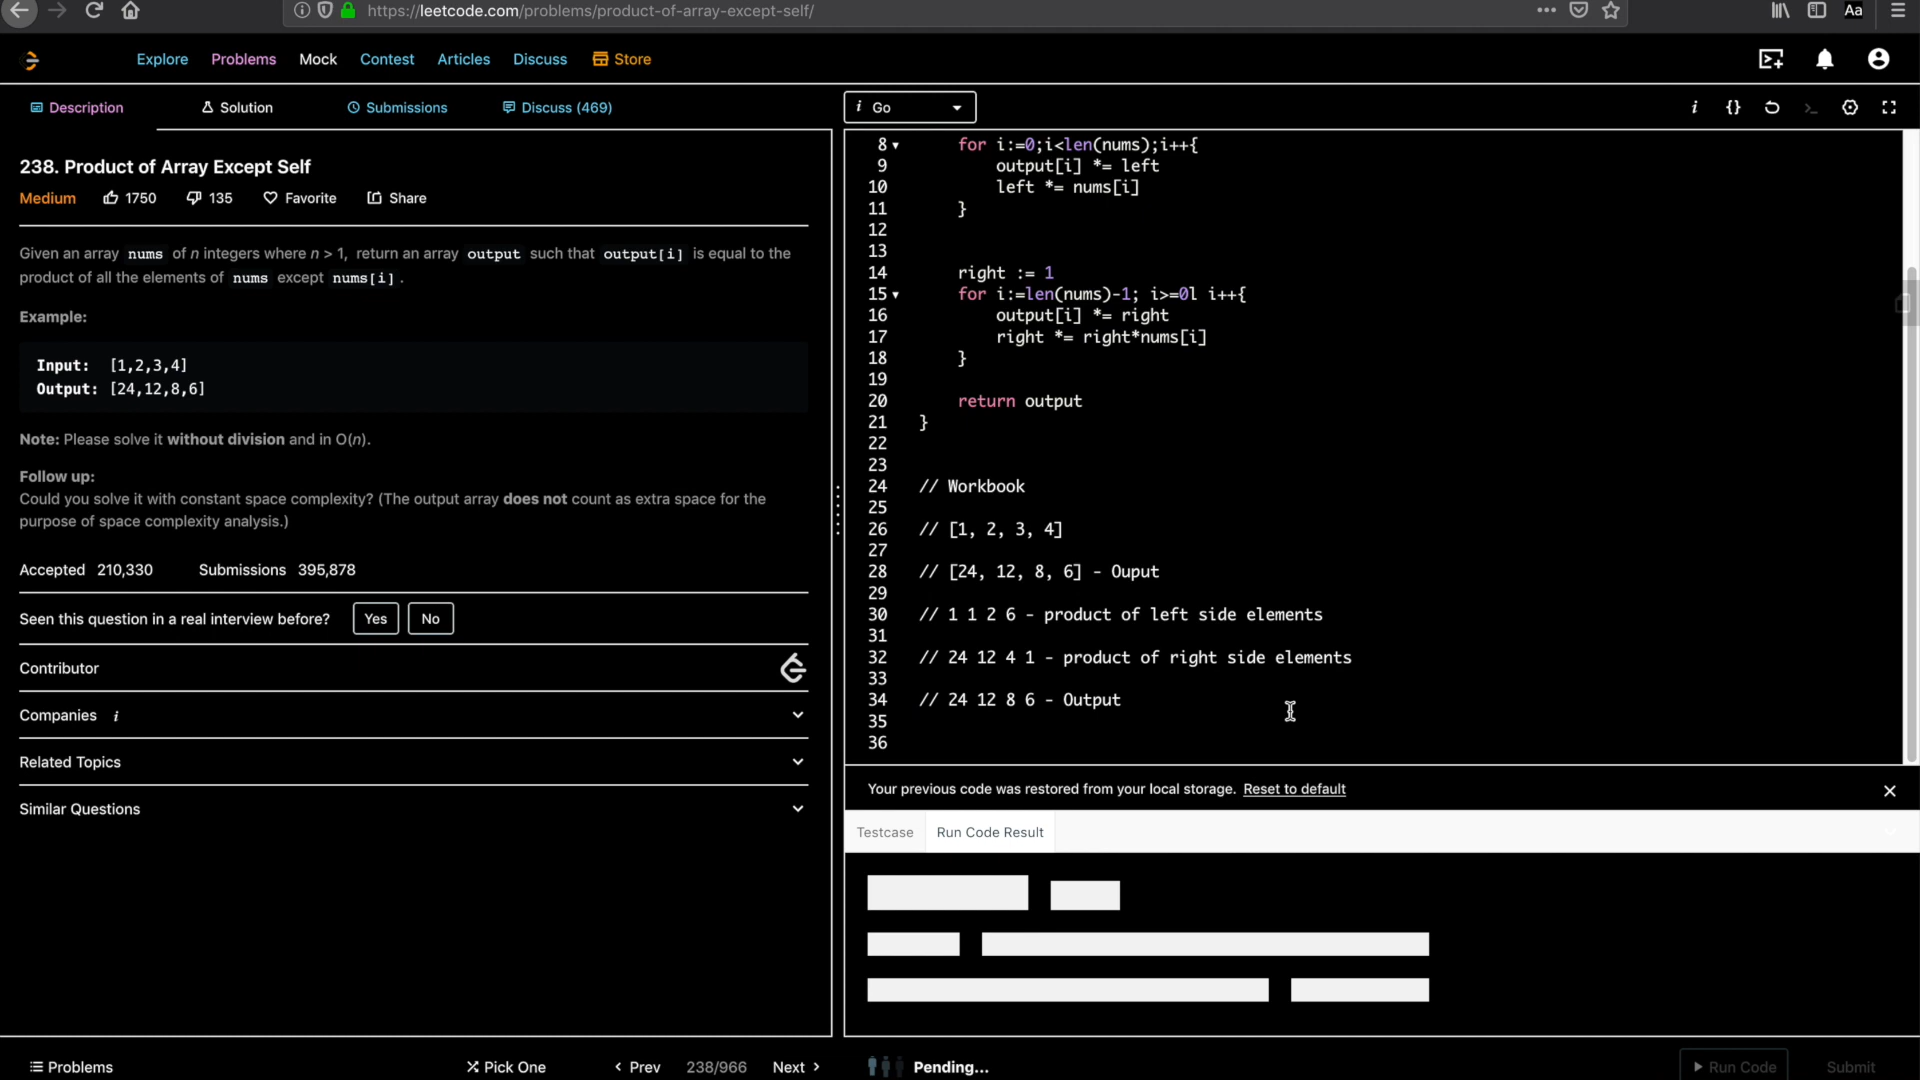 https://leetcode.com/problems/product-of-array-except-self/
Aa
Explore Problems Mock Contest Articles Discuss Store
Description Solution Submissions Discuss (469)
i Go
i {}
238. Product of Array Except Self
Medium 1750 135 Favorite Share
Given an array nums of n integers where n > 1, return an array output such that output[i] is equal to the
product of all the elements of nums except nums[i] .
Example:
Input: [1,2,3,4]
Output: [24,12,8,6]
Note: Please solve it without division and in O(n).
Follow up:
Could you solve it with constant space complexity? (The output array does not count as extra space for the
purpose of space complexity analysis.)
Accepted 210,330 Submissions 395,878
Seen this question in a real interview before? Yes No
Contributor
Companies i
Related Topics
Similar Questions
8 for i:=0;i<len(nums);i++{
9 output[i] *= left
10 left *= nums[i]
11 }
12
13
14 right := 1
15 for i:=len(nums)-1; i>=0l i++{
16 output[i] *= right
17 right *= right*nums[i]
18 }
19
20 return output
21 }
22
23
24 // Workbook
25
26 // [1, 2, 3, 4]
27
28 // [24, 12, 8, 6] - Ouput
29
30 // 1 1 2 6 - product of left side elements
31
32 // 24 12 4 1 - product of right side elements
33
34 // 24 12 8 6 - Output
35
36
Your previous code was restored from your local storage. Reset to default
Testcase Run Code Result
Problems Pick One Prev 238/966 Next Pending... Run Code Submit